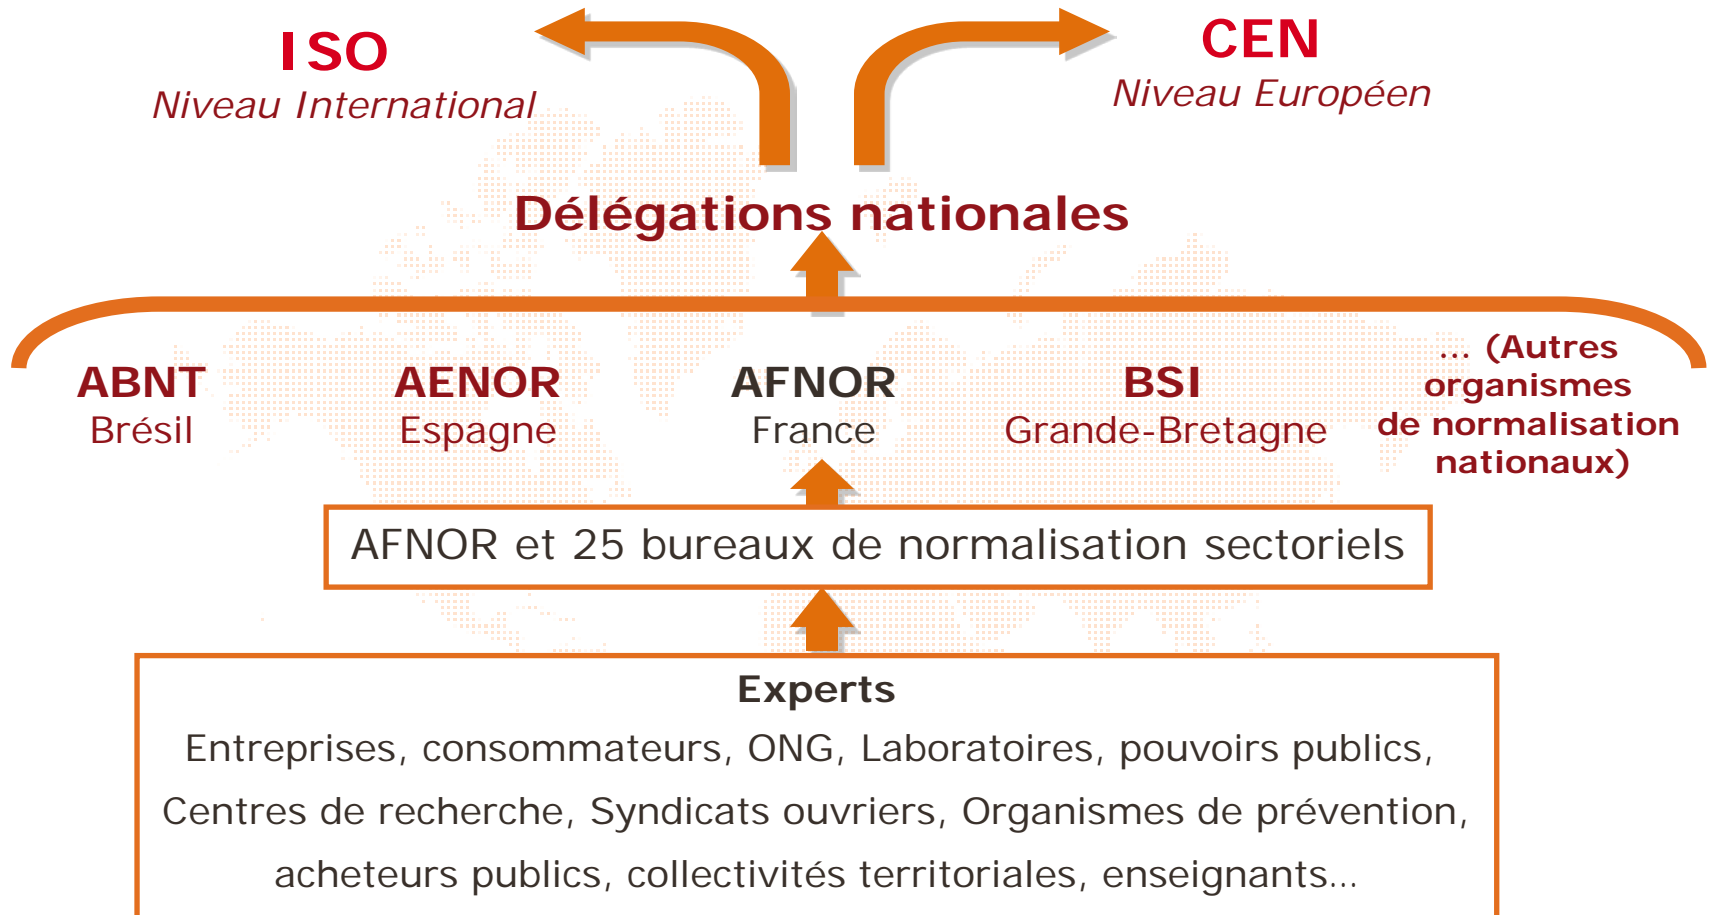 ISO
Niveau International
CEN
Niveau Européen
Délégations nationales
ABNT
Brésil
AENOR
Espagne
AFNOR
France
BSI
Grande-Bretagne
... (Autres
organismes
de normalisation
nationaux)
AFNOR et 25 bureaux de normalisation sectoriels
Experts
Entreprises, consommateurs, ONG, Laboratoires, pouvoirs publics,
Centres de recherche, Syndicats ouvriers, Organismes de prévention,
acheteurs publics, collectivités territoriales, enseignants...